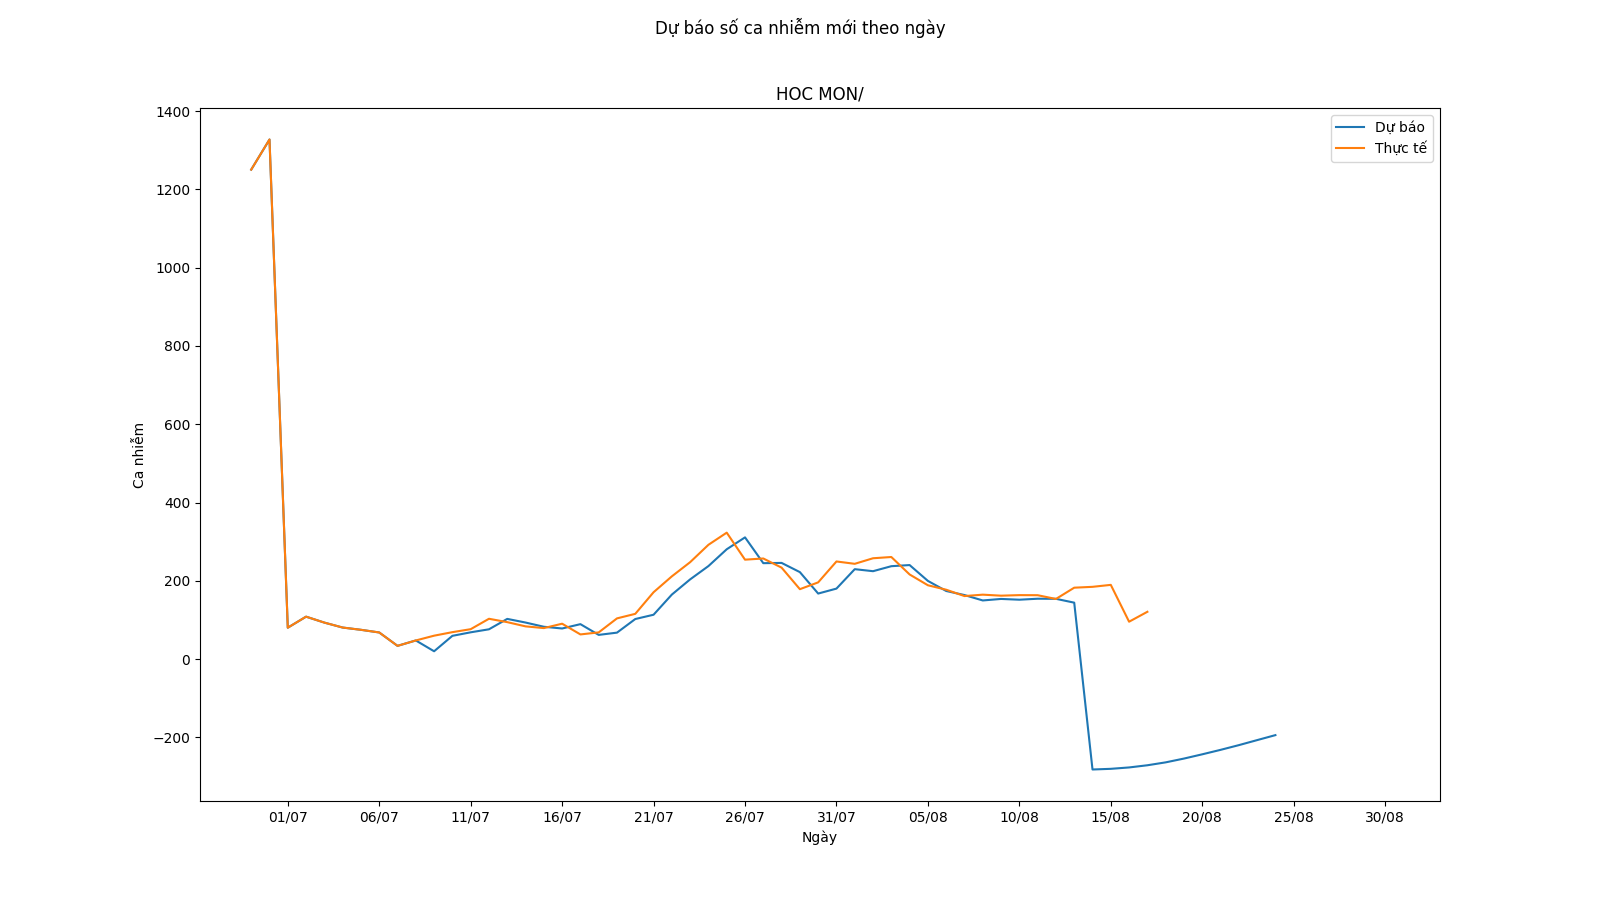 Dự báo số ca nhiễm mới theo ngày
HOC MON/
Dự báo
Thực tế
1400
1200
1000
800
600
400
200
0
−200
Ca nhiễm
01/07 06/07 11/07 16/07 21/07 26/07 31/07 05/08 10/08 15/08 20/08 25/08 30/08
Ngày